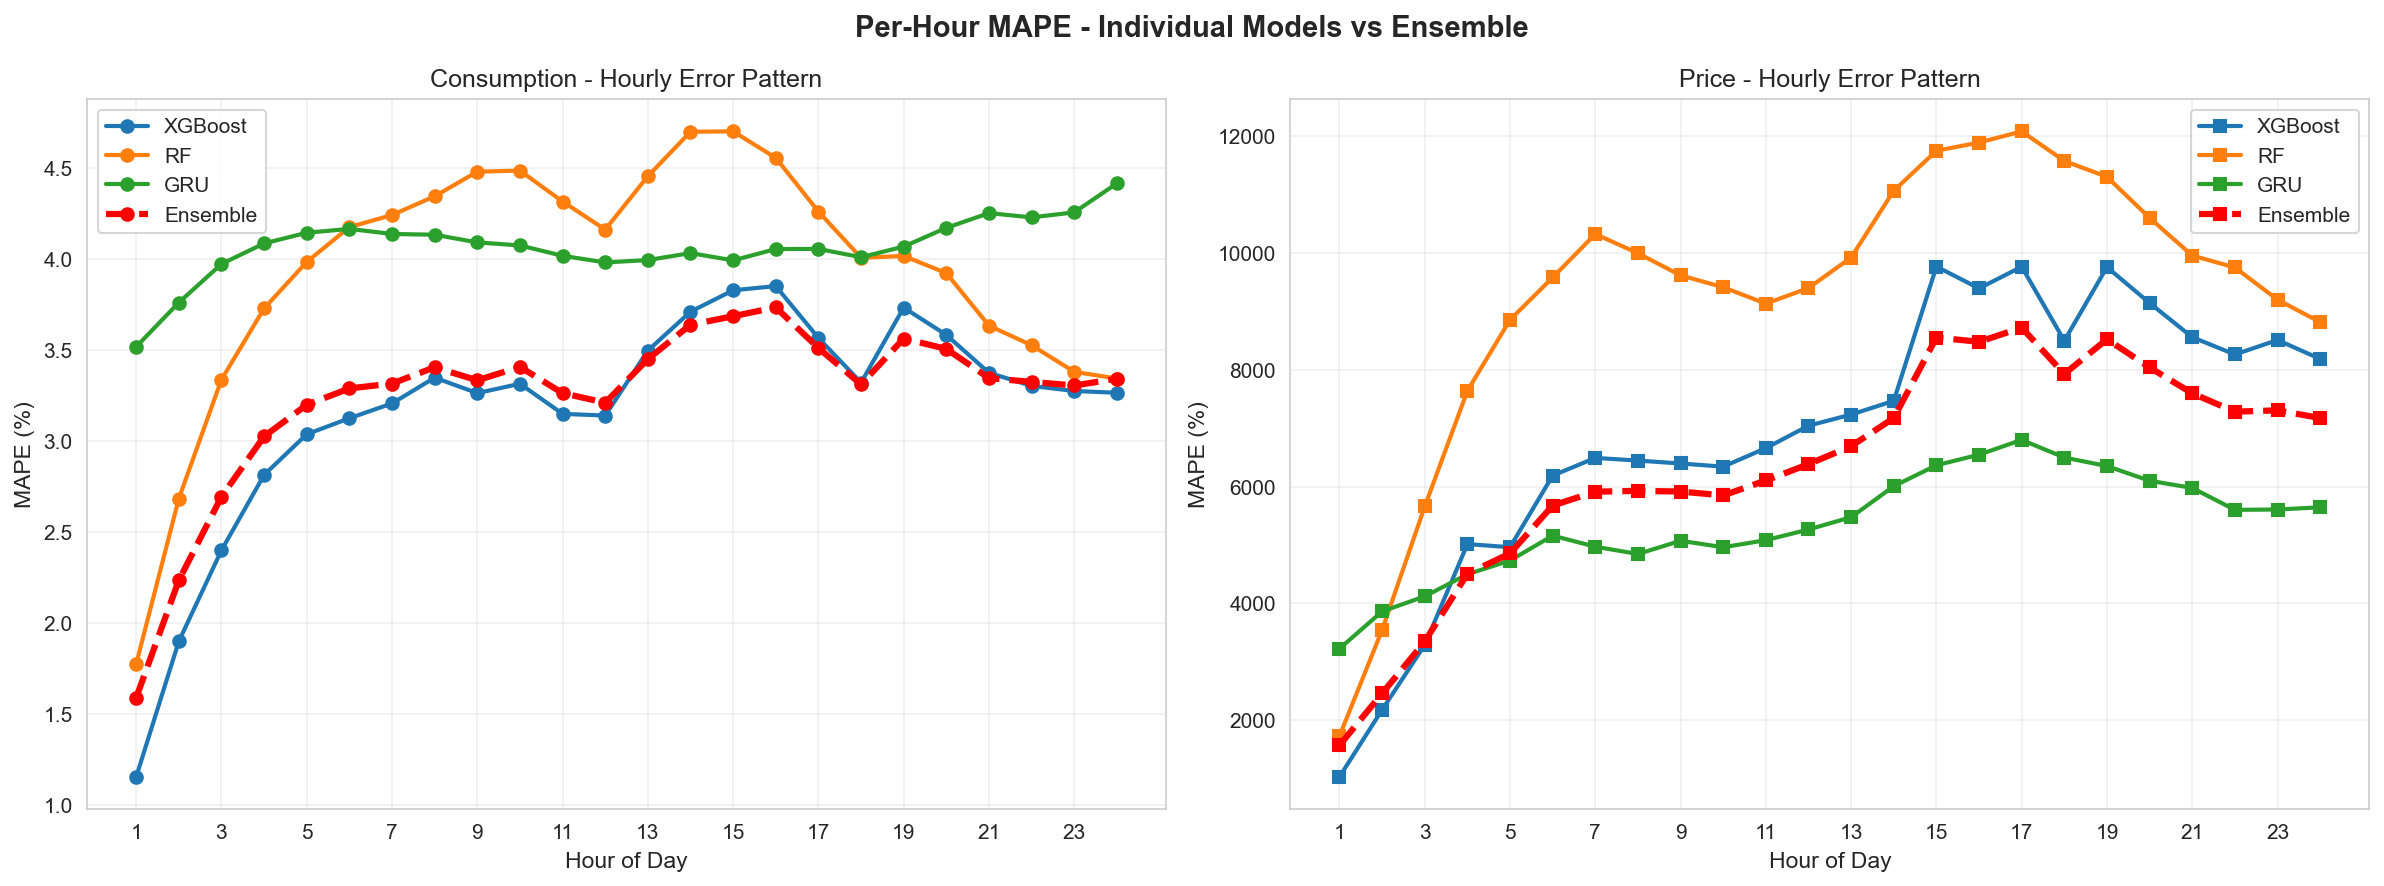 Per-Hour MAPE - Individual Models vs Ensemble
Consumption - Hourly Error Pattern
XGBoost
RF
GRU
Ensemble
MAPE (%)
4.5
4.0
3.5
3.0
2.5
2.0
1.5
1.0
1 3 5 7 9 11 13 15 17 19 21 23
Hour of Day
Price - Hourly Error Pattern
XGBoost
RF
GRU
Ensemble
MAPE (%)
12000
10000
8000
6000
4000
2000
1 3 5 7 9 11 13 15 17 19 21 23
Hour of Day